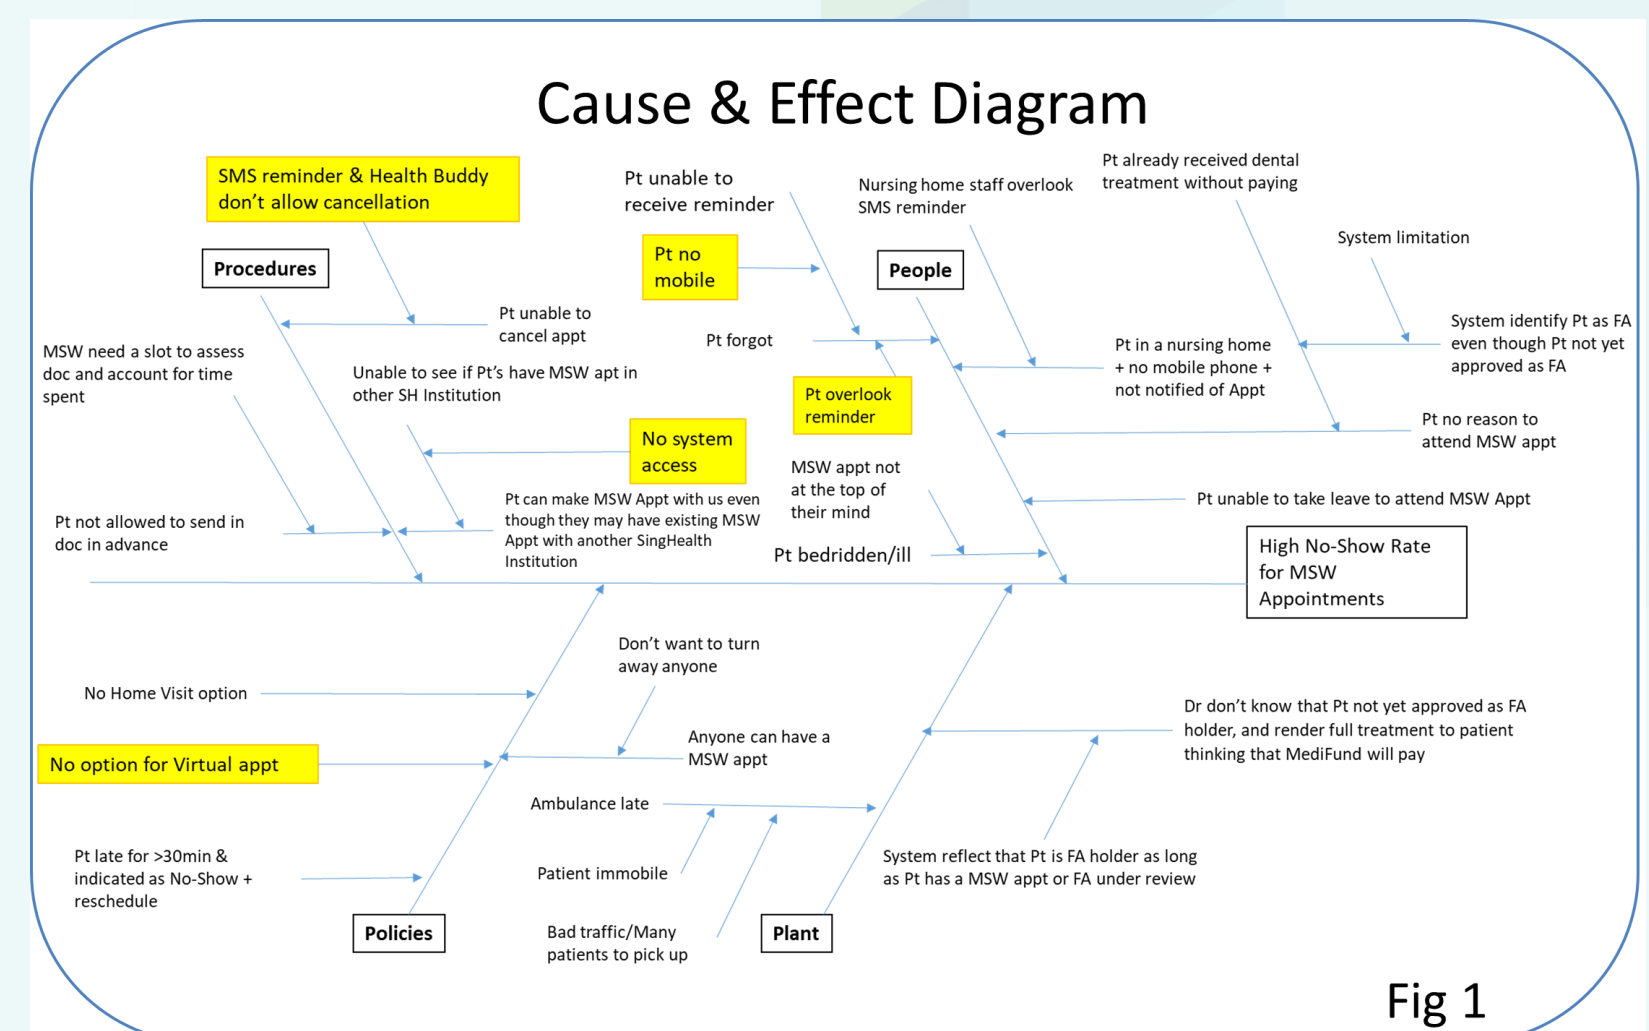 Cause & Effect Diagram
SMS reminder & Health Buddy
don’t allow cancellation
Procedures
Pt unable to
cancel appt
MSW need a slot to assess
doc and account for time
spent
Unable to see if Pt’s have MSW apt in
other SH Institution
No system
access
Pt not allowed to send in
doc in advance
Pt can make MSW Appt with us even
though they may have existing MSW
Appt with another SingHealth
Institution
Pt unable to
receive reminder
Pt no
mobile
Pt forgot
Pt overlook
reminder
People
Nursing home staff overlook
SMS reminder
Pt in a nursing home
+ no mobile phone +
not notified of Appt
Pt already received dental
treatment without paying
System limitation
System identify Pt as FA
even though Pt not yet
approved as FA
Pt no reason to
attend MSW appt
MSW appt not
at the top of
their mind
Pt bedridden/ill
Pt unable to take leave to attend MSW Appt
High No-Show Rate
for MSW
Appointments
No Home Visit option
Don’t want to turn
away anyone
Anyone can have a
MSW appt
No option for Virtual appt
Pt late for >30min &
indicated as No-Show +
reschedule
Policies
Ambulance late
Patient immobile
Bad traffic/Many
patients to pick up
Plant
Dr don’t know that Pt not yet approved as FA
holder, and render full treatment to patient
thinking that MediFund will pay
System reflect that Pt is FA holder as long
as Pt has a MSW appt or FA under review
Fig 1